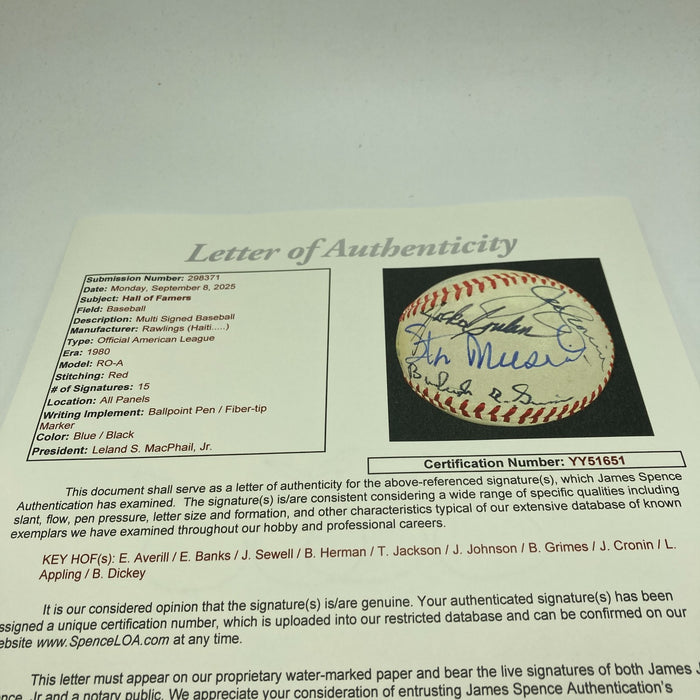 Letter of Authenticity
Submission Number: 298371
Date: Monday, September 8, 2025
Subject: Hall of Famers
Field: Baseball
Description: Multi Signed Baseball
Manufacturer: Rawlings (Haiti.....)
Type: Official American League
Era: 1980
Model: RO-A
Stitching: Red
# of Signatures: 15
Location: All Panels
Writing Implement: Ballpoint Pen / Fiber-tip
Marker
Color: Blue / Black
President: Leland S. MacPhail, Jr.
Stan Musial
Burleigh A. Grimes
Certification Number: YY51651
This document shall serve as a letter of authenticity for the above-referenced signature(s), which James Spence
Authentication has examined. The signature(s) is/are consistent considering a wide range of specific qualities including
slant, flow, pen pressure, letter size and formation, and other characteristics typical of our extensive database of known
exemplars we have examined throughout our hobby and professional careers.
KEY HOF(s): E. Averill / E. Banks / J. Sewell / B. Herman / T. Jackson / J. Johnson / B. Grimes / J. Cronin / L.
Appling / B. Dickey
It is our considered opinion that the signature(s) is/are genuine. Your authenticated signature(s) has been
ssigned a unique certification number, which is uploaded into our restricted database and can be confirmed on our
ebsite www.SpenceLOA.com at any time.
This letter must appear on our proprietary water-marked paper and bear the live signatures of both James J
nce, Jr and a notary public. We appreciate your consideration of entrusting James Spence Authentication's